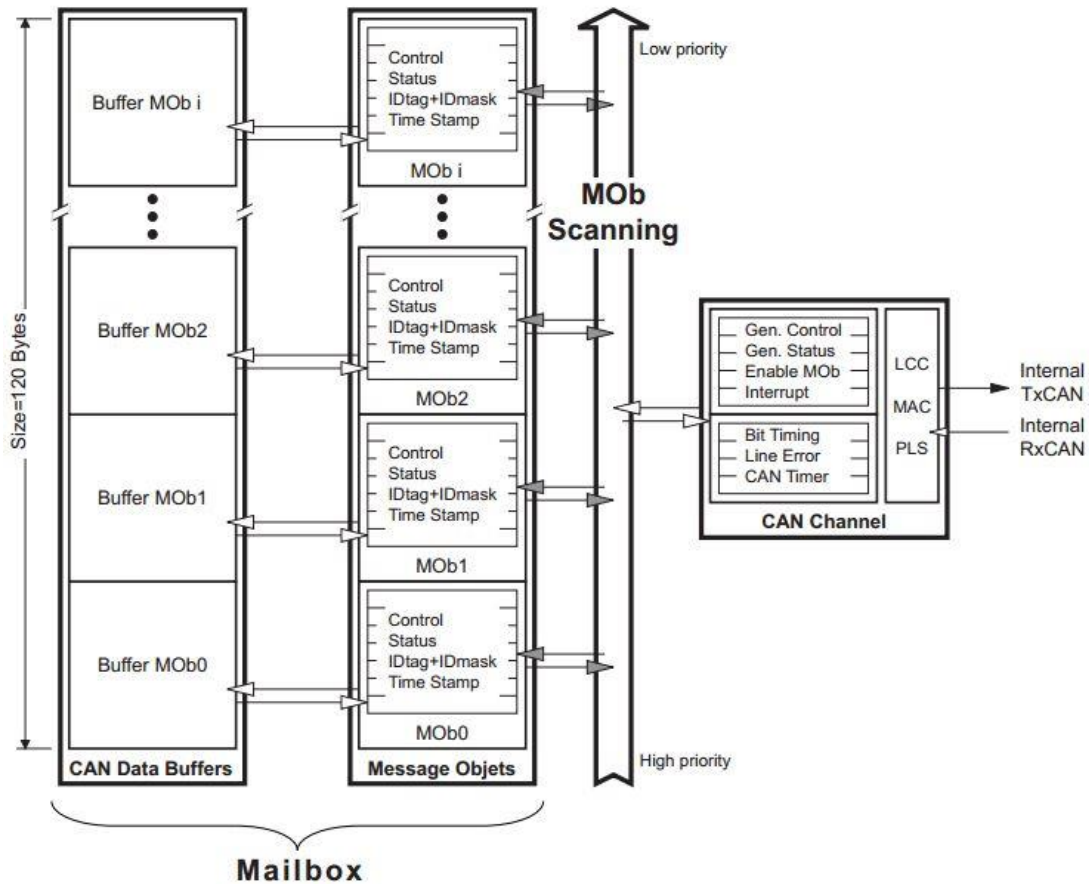 Size=120 Bytes
Buffer MOb i
Buffer MOb2
Buffer MOb1
Buffer MOb0
CAN Data Buffers
Control
Status
IDtag+IDmask
Time Stamp
MOb i
Control
Status
IDtag+IDmask
Time Stamp
MOb2
Control
Status
IDtag+IDmask
Time Stamp
MOb1
Control
Status
IDtag+IDmask
Time Stamp
MOb0
Message Objets
Mailbox
Low priority
MOb
Scanning
High priority
Gen. Control
Gen. Status
Enable MOb
Interrupt
Bit Timing
Line Error
CAN Timer
LCC
MAC
PLS
CAN Channel
Internal
TxCAN
Internal
RxCAN